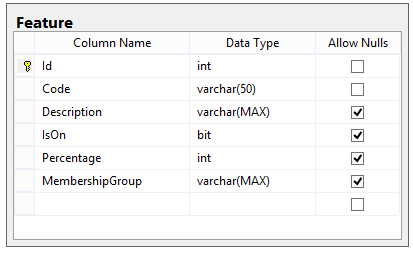 Feature
Column Name Data Type Allow Nulls
Id int
Code varchar(50)
Description varchar(MAX)
IsOn bit
Percentage int
MembershipGroup varchar(MAX)